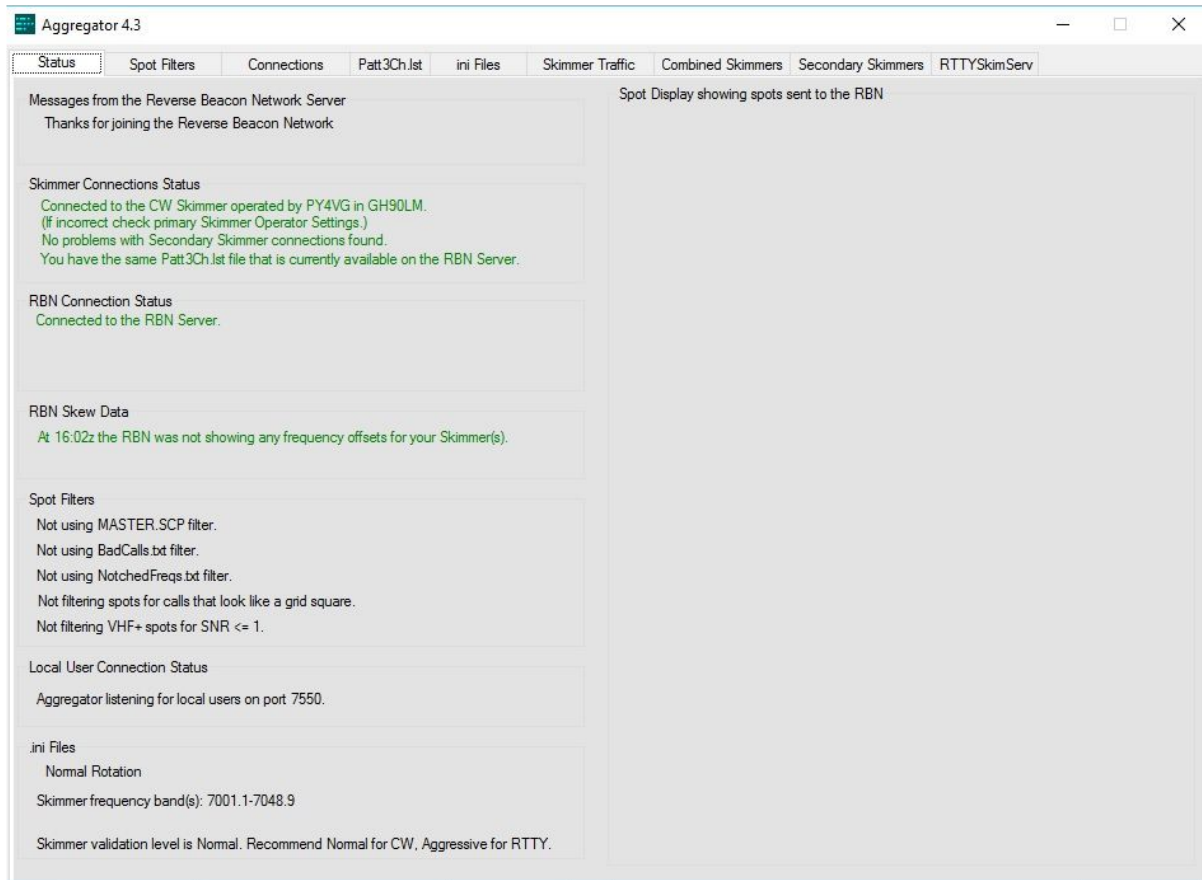 Aggregator 4.3
Status Spot Filters Connections Patt3Ch.lst ini Files Skimmer Traffic Combined Skimmers Secondary Skimmers RTTYSkimServ
Messages from the Reverse Beacon Network Server
Thanks for joining the Reverse Beacon Network
Skimmer Connections Status
Connected to the CW Skimmer operated by PY4VG in GH90LM.
(If incorrect check primary Skimmer Operator Settings.)
No problems with Secondary Skimmer connections found.
You have the same Patt3Ch.lst file that is currently available on the RBN Server.
RBN Connection Status
Connected to the RBN Server.
RBN Skew Data
At 16:02z the RBN was not showing any frequency offsets for your Skimmer(s).
Spot Filters
Not using MASTER.SCP filter.
Not using BadCalls.txt filter.
Not using NotchedFreqs.txt filter.
Not filtering spots for calls that look like a grid square.
Not filtering VHF+ spots for SNR <= 1.
Local User Connection Status
Aggregator listening for local users on port 7550.
.ini Files
Normal Rotation
Skimmer frequency band(s): 7001.1-7048.9
Skimmer validation level is Normal. Recommend Normal for CW, Aggressive for RTTY.
Spot Display showing spots sent to the RBN